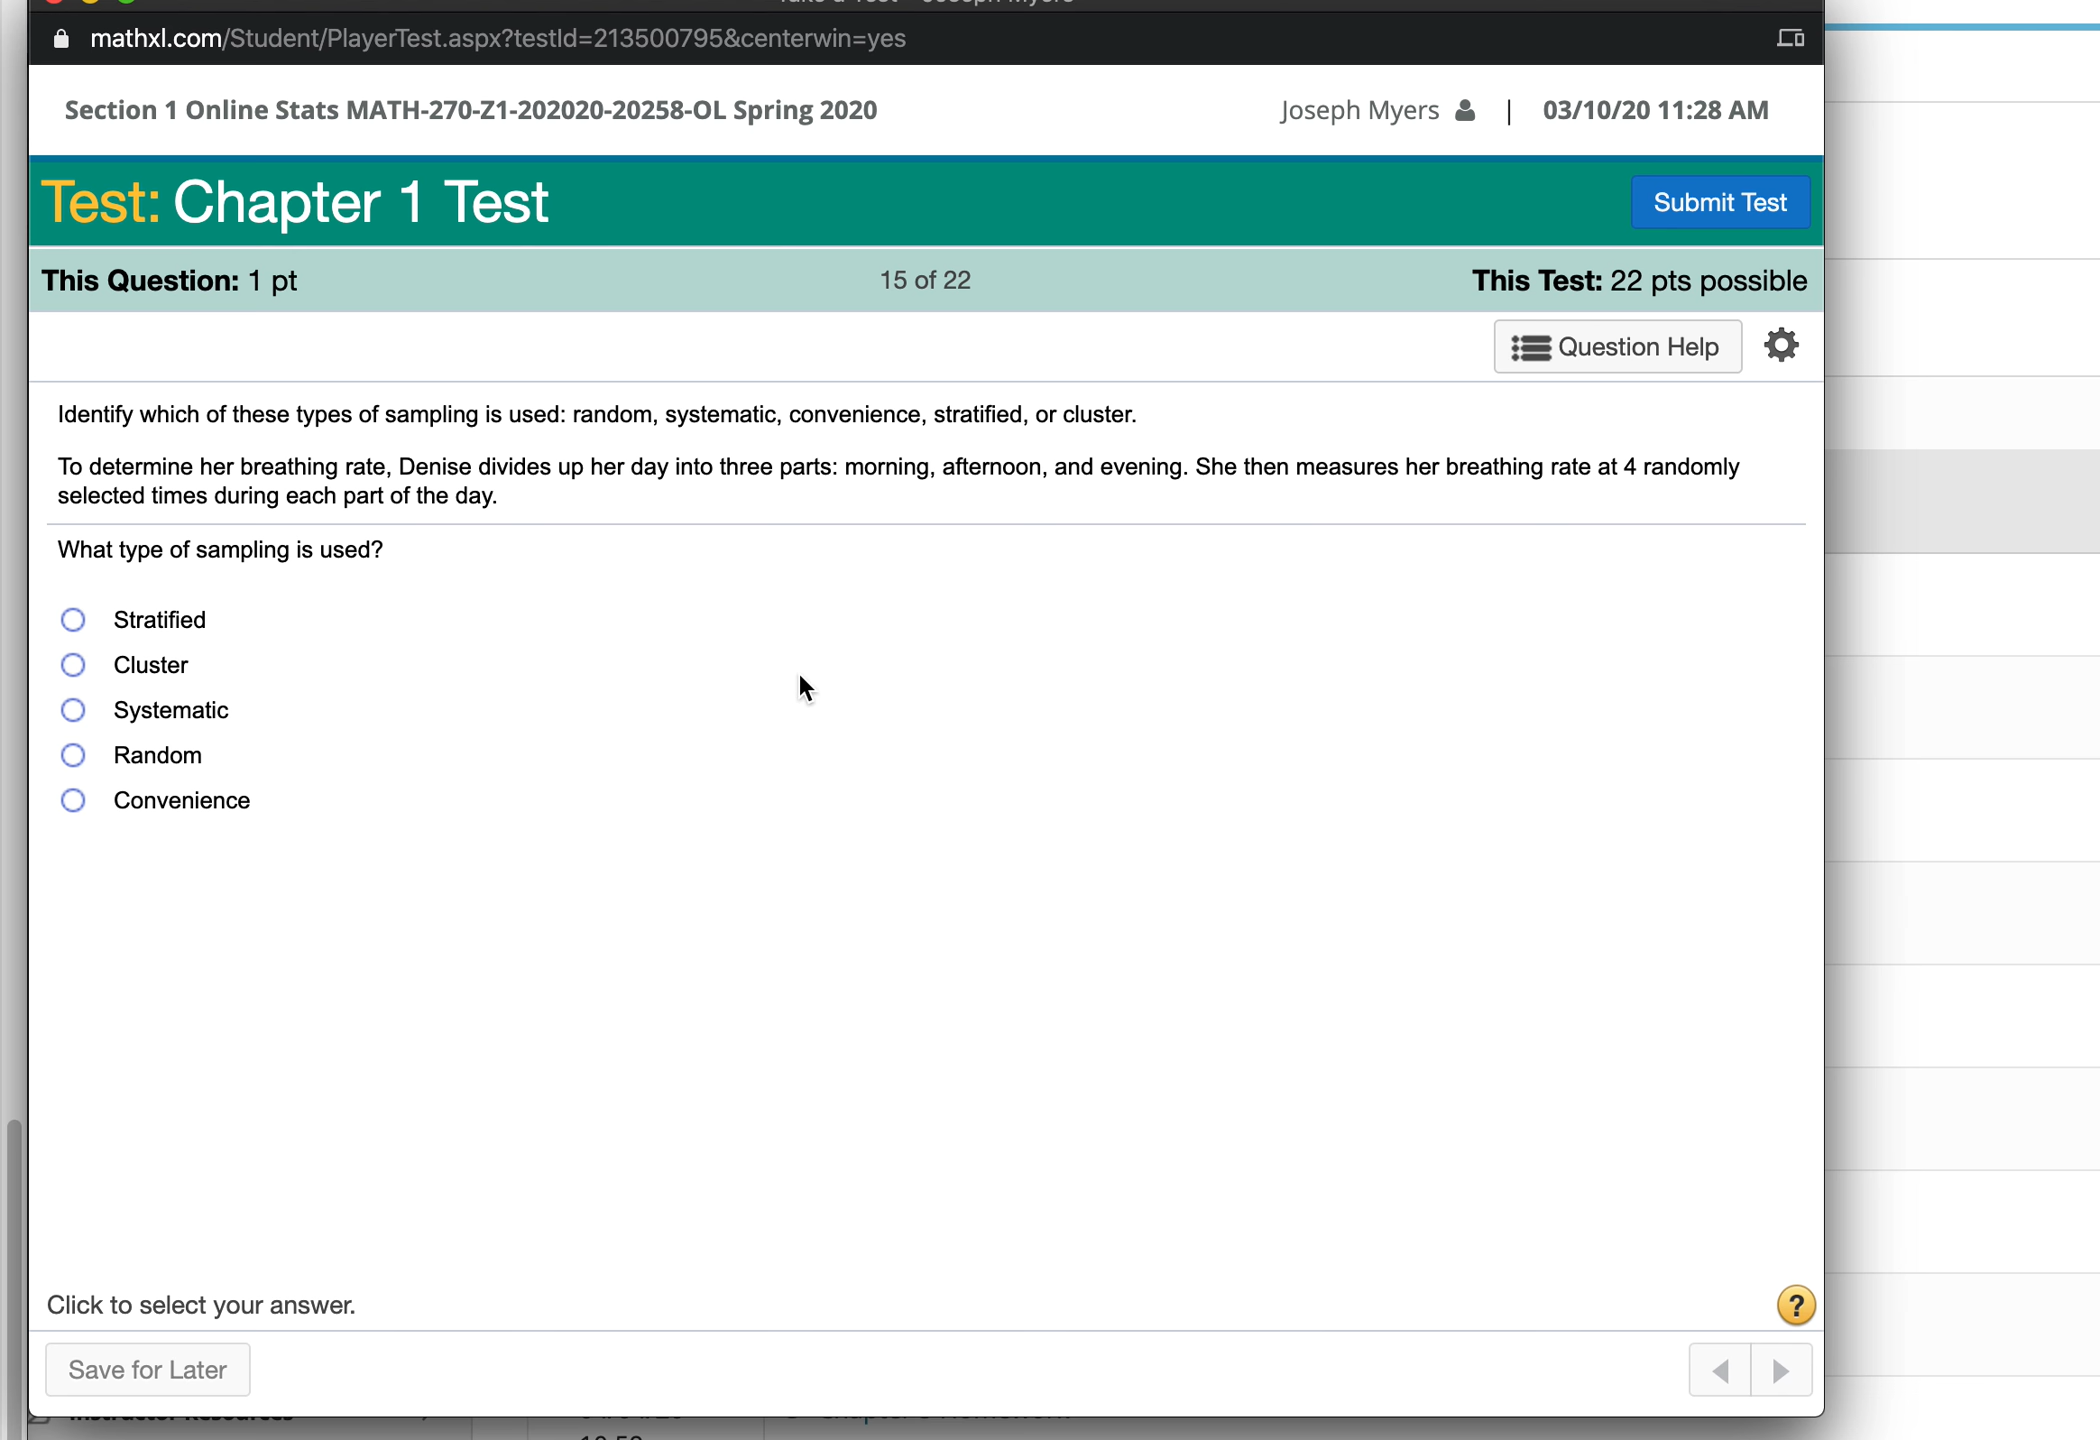 mathxl.com/Student/PlayerTest.aspx?testId=213500795&centerwin=yes
Section 1 Online Stats MATH-270-Z1-202020-20258-OL Spring 2020
Joseph Myers | 03/10/20 11:28 AM
Test: Chapter 1 Test
Submit Test
This Question: 1 pt
15 of 22
This Test: 22 pts possible
Question Help
Identify which of these types of sampling is used: random, systematic, convenience, stratified, or cluster.
To determine her breathing rate, Denise divides up her day into three parts: morning, afternoon, and evening. She then measures her breathing rate at 4 randomly
selected times during each part of the day.
What type of sampling is used?
Stratified
Cluster
Systematic
Random
Convenience
Click to select your answer.
?
Save for Later